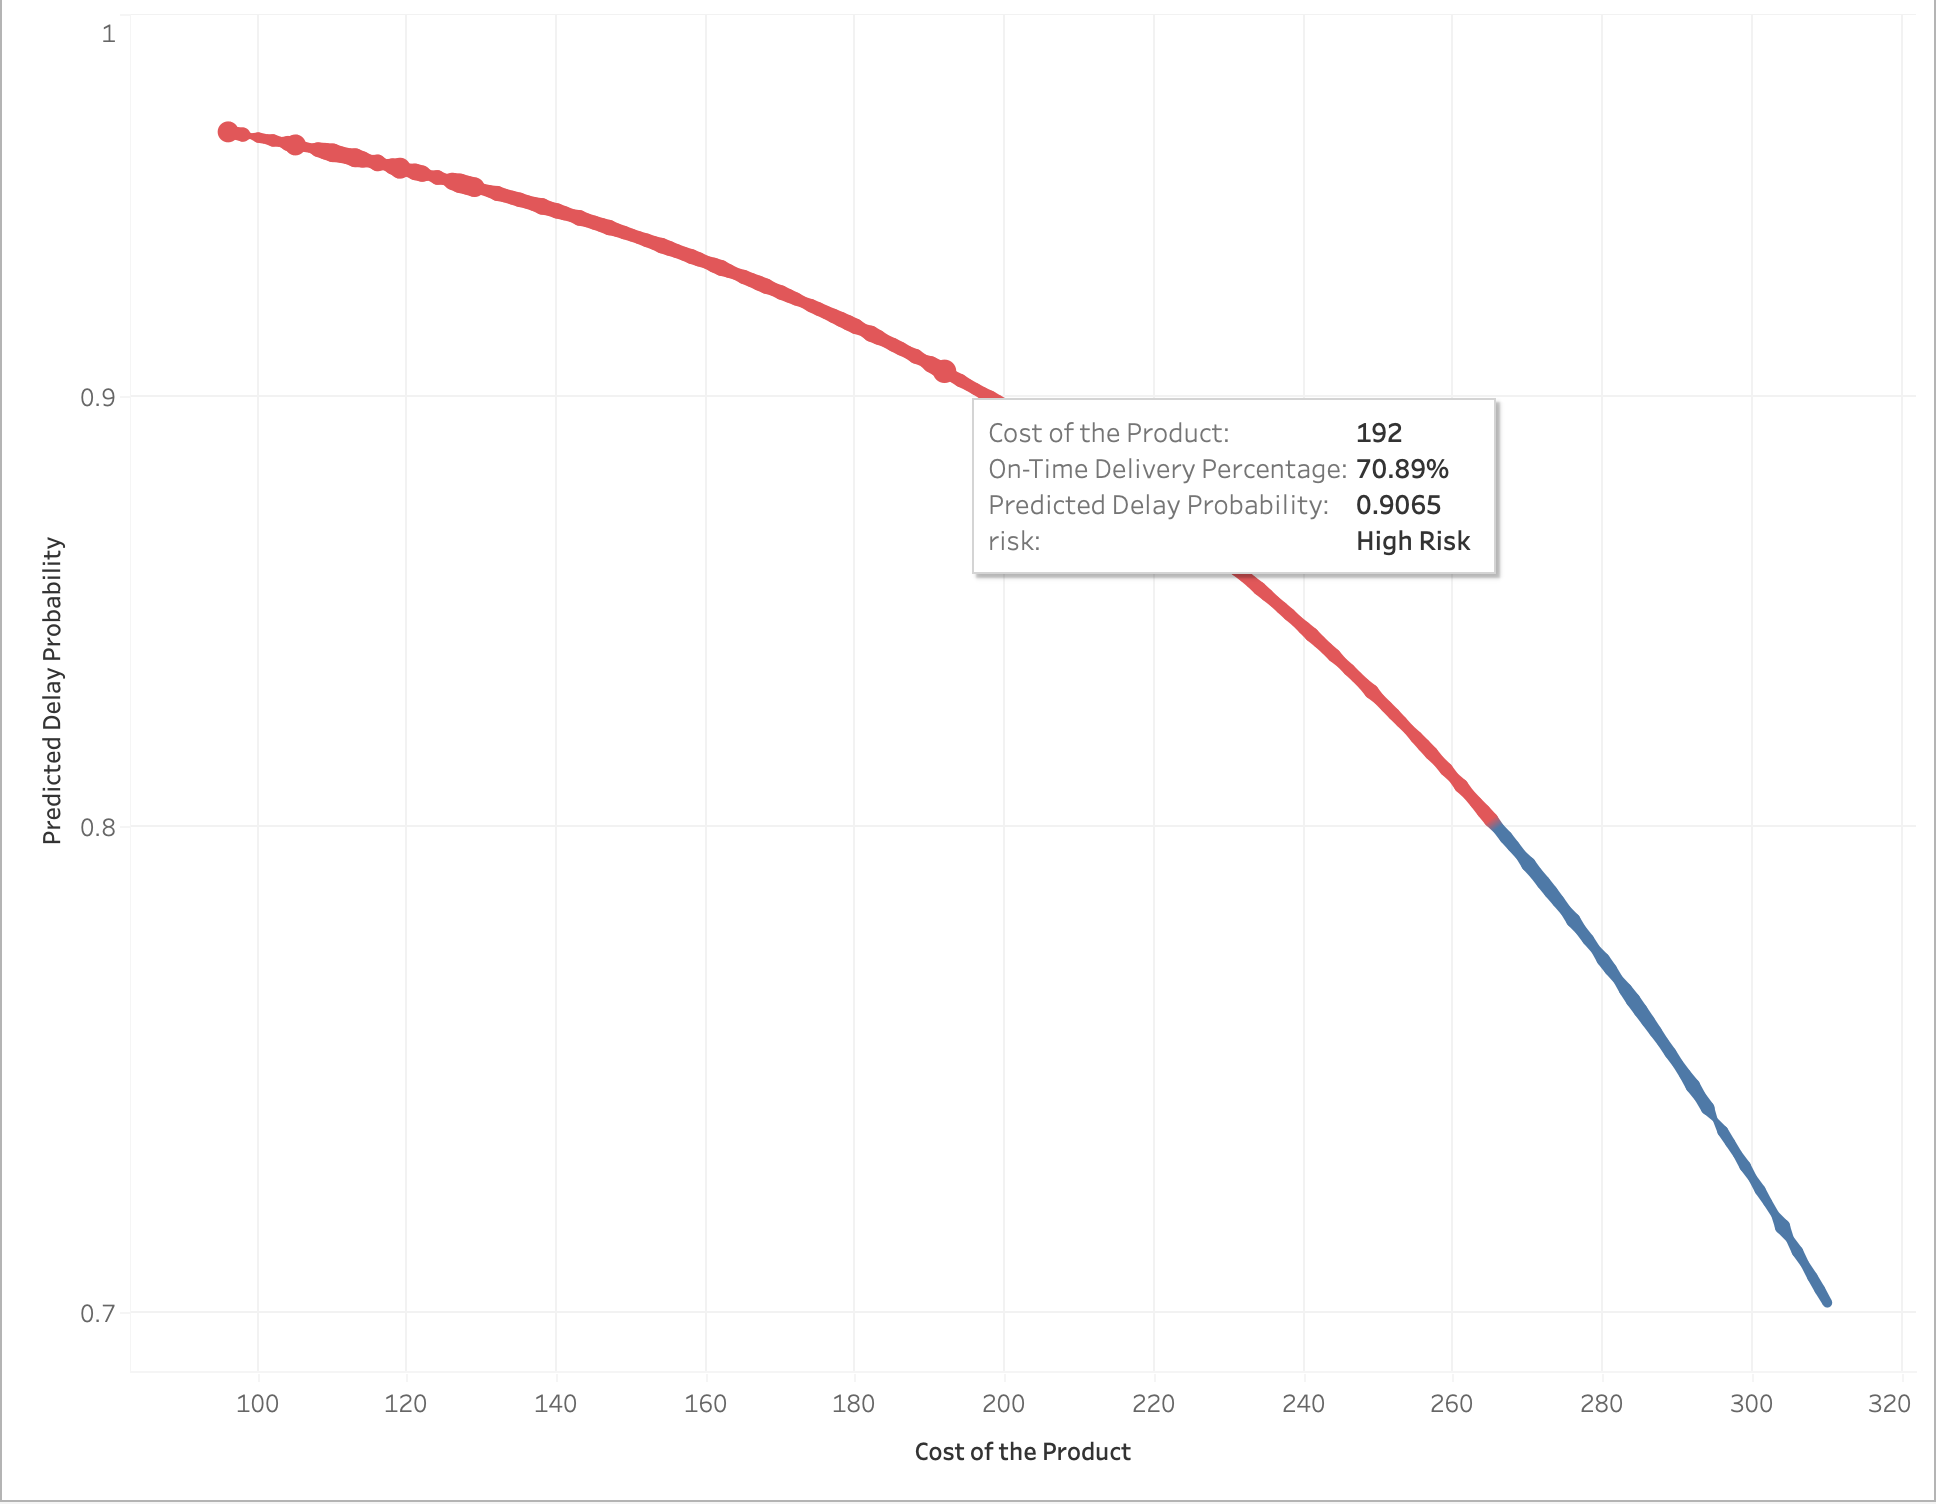 1
0.9
0.8
0.7
Predicted Delay Probability
Cost of the Product: 192
On-Time Delivery Percentage: 70.89%
Predicted Delay Probability: 0.9065
risk: High Risk
100 120 140 160 180 200 220 240 260 280 300 320
Cost of the Product